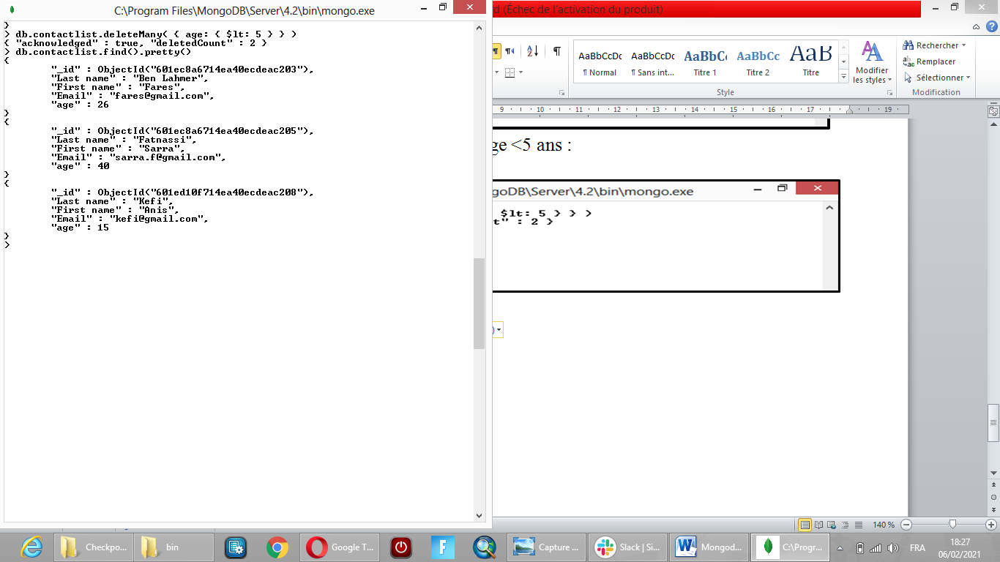 C:\Program Files\MongoDB\Server\4.2\bin\mongo.exe
}
> db.contactlist.deleteMany( { age: { $lt: 5 } } )
{ "acknowledged" : true, "deletedCount" : 2 }
> db.contactlist.find().pretty()
{
"_id" : ObjectId("601ec8a6714ea40ecdeac203"),
"Last name" : "Ben Lahmer",
"First name" : "Fares",
"Email" : "fares@gmail.com",
"age" : 26
}
{
"_id" : ObjectId("601ec8a6714ea40ecdeac205"),
"Last name" : "Fatnassi",
"First name" : "Sarra",
"Email" : "sarra.f@gmail.com",
"age" : 40
}
{
"_id" : ObjectId("601ed10f714ea40ecdeac208"),
"Last name" : "Kefi",
"First name" : "Anis",
"Email" : "kefi@gmail.com",
"age" : 15
}
>
d (Échec de l'activation du produit)
AaBbCcDc AaBbCcDc AaBbCc AaBbCc AaB
¶ Normal ¶ Sans int... Titre 1 Titre 2 Titre
Modifier les styles
Style
Rechercher
Remplacer
Sélectionner
Modification
9 10 11 12 13 14 15 16 17 19
ge <5 ans :
goDB\Server\4.2\bin\mongo.exe
$lt: 5 } } )
t" : 2 }
)
140 %
Checkpo... bin Google T... Capture ... Slack | Si... Mongod... C:\Progr... FRA
18:27
06/02/2021